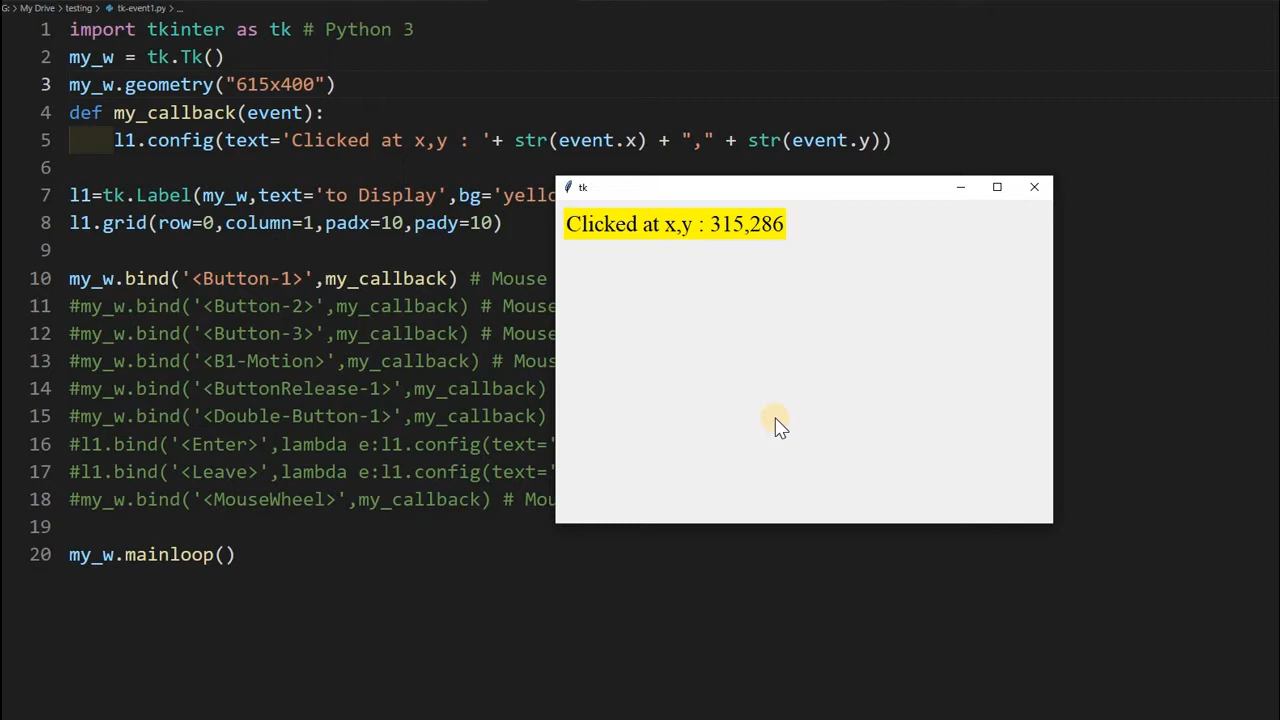 G: > My Drive > testing > tk-event1.py > ...
1 import tkinter as tk # Python 3
2 my_w = tk.Tk()
3 my_w.geometry("615x400")
4 def my_callback(event):
5 l1.config(text='Clicked at x,y : '+ str(event.x) + "," + str(event.y))
6
7 l1=tk.Label(my_w,text='to Display',bg='yello
8 l1.grid(row=0,column=1,padx=10,pady=10)
9
10 my_w.bind('<Button-1>',my_callback) # Mouse
11 #my_w.bind('<Button-2>',my_callback) # Mouse
12 #my_w.bind('<Button-3>',my_callback) # Mouse
13 #my_w.bind('<B1-Motion>',my_callback) # Mous
14 #my_w.bind('<ButtonRelease-1>',my_callback)
15 #my_w.bind('<Double-Button-1>',my_callback)
16 #l1.bind('<Enter>',lambda e:l1.config(text='
17 #l1.bind('<Leave>',lambda e:l1.config(text='
18 #my_w.bind('<MouseWheel>',my_callback) # Mou
19
20 my_w.mainloop()
tk
Clicked at x,y : 315,286